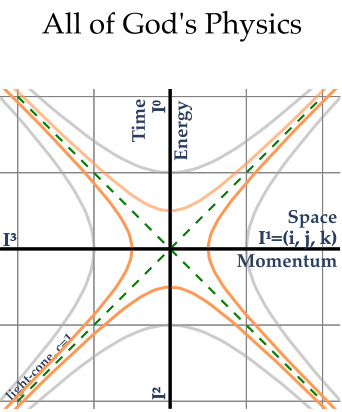 All of God's Physics
Time
I⁰
Energy
Space
I³
I¹=(i, j, k)
Momentum
light-cone, c=1
I²